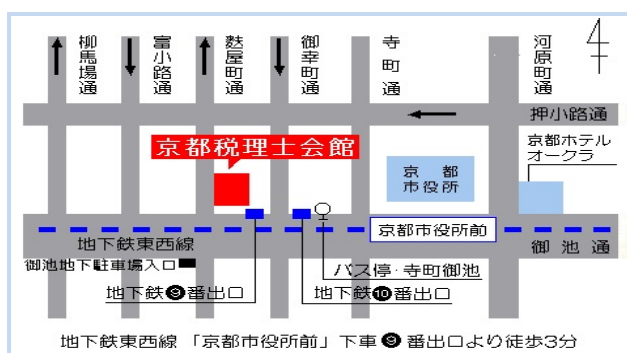 柳馬場通
富小路通
麩屋町通
御幸町通
寺町通
河原町通
押小路通
京都税理士会館
京都
市役所
京都ホテル
オークラ
京都市役所前
地下鉄東西線
御池通
御池地下駐車場入口
バス停・寺町御池
地下鉄❾番出口
地下鉄❿番出口
地下鉄東西線「京都市役所前」下車❾番出口より徒歩3分